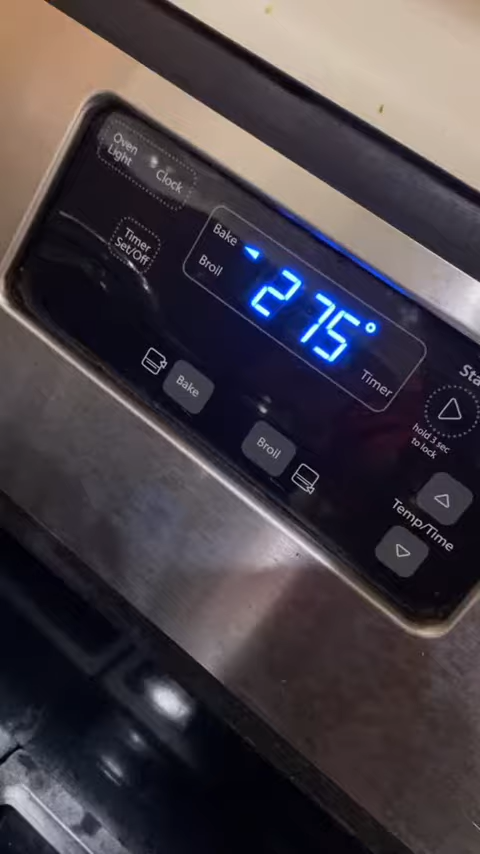 Oven
Light
Clock
Timer
Set/Off
Bake
Broil
275°
Timer
Bake
Broil
hold 3 sec
to lock
Temp/Time